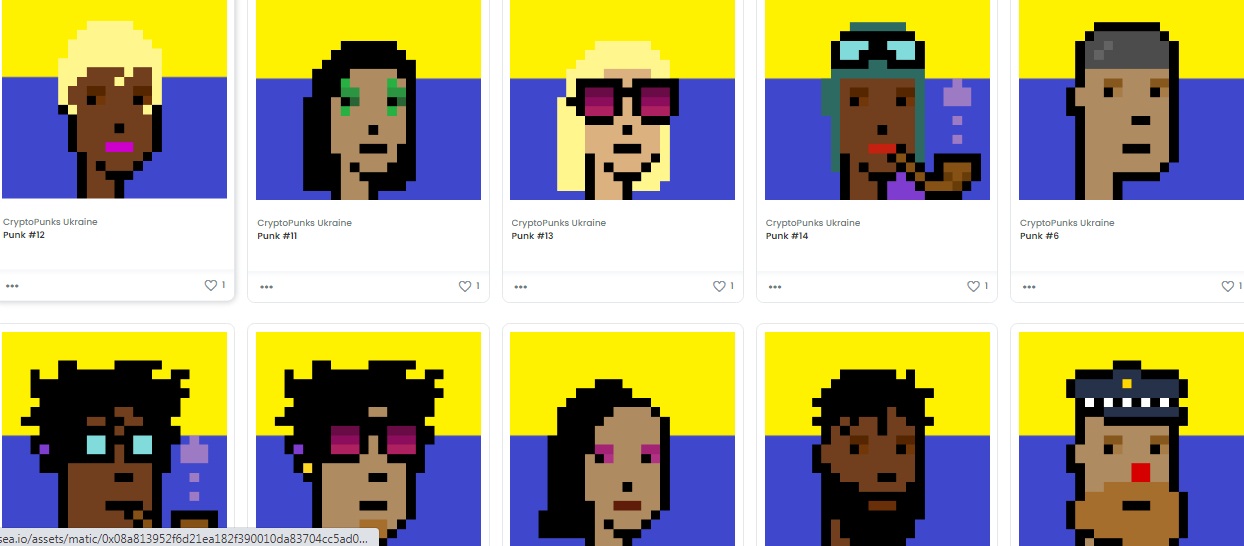 CryptoPunks Ukraine
Punk #12
1
CryptoPunks Ukraine
Punk #11
1
CryptoPunks Ukraine
Punk #13
1
CryptoPunks Ukraine
Punk #14
1
CryptoPunks Ukraine
Punk #6
1
sea.io/assets/matic/0x08a813952f6d21ea182f390010da83704cc5ad0...